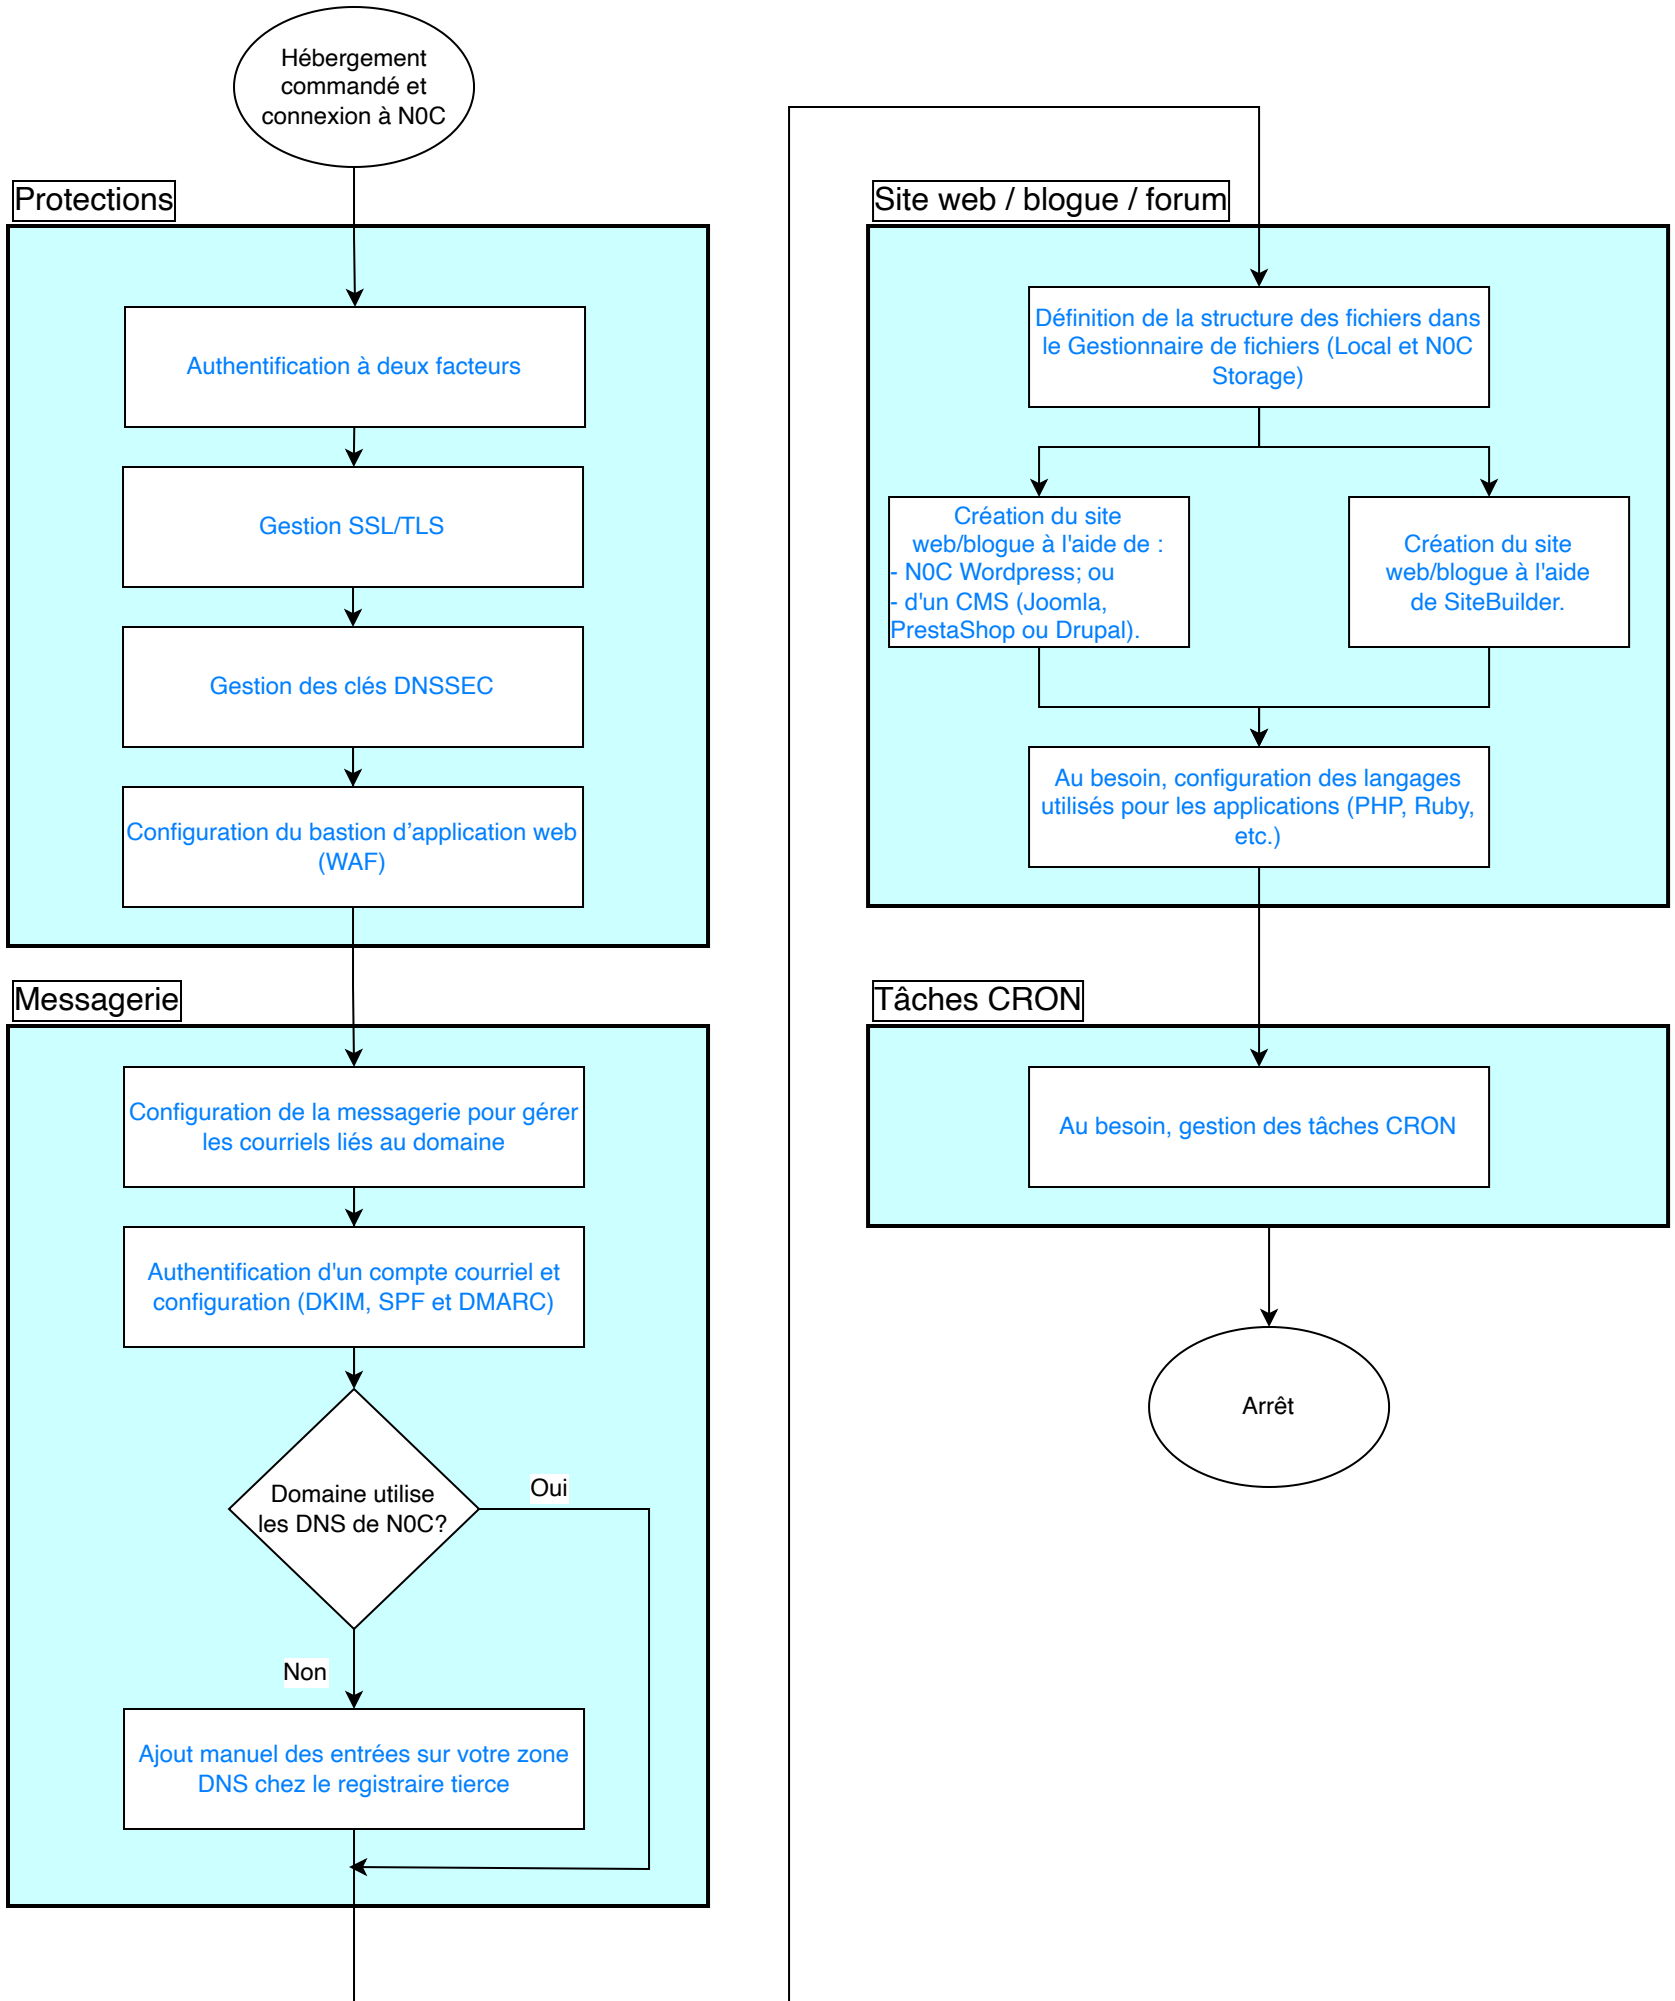 Hébergement
commandé et
connexion à N0C
Protections
Authentification à deux facteurs
Gestion SSL/TLS
Gestion des clés DNSSEC
Configuration du bastion d’application web
(WAF)
Messagerie
Configuration de la messagerie pour gérer
les courriels liés au domaine
Authentification d'un compte courriel et
configuration (DKIM, SPF et DMARC)
Domaine utilise
les DNS de N0C?
Oui
Non
Ajout manuel des entrées sur votre zone
DNS chez le registraire tierce
Site web / blogue / forum
Définition de la structure des fichiers dans
le Gestionnaire de fichiers (Local et N0C
Storage)
Création du site
web/blogue à l'aide de :
- N0C Wordpress; ou
- d'un CMS (Joomla,
PrestaShop ou Drupal).
Création du site
web/blogue à l'aide
de SiteBuilder.
Au besoin, configuration des langages
utilisés pour les applications (PHP, Ruby,
etc.)
Tâches CRON
Au besoin, gestion des tâches CRON
Arrêt